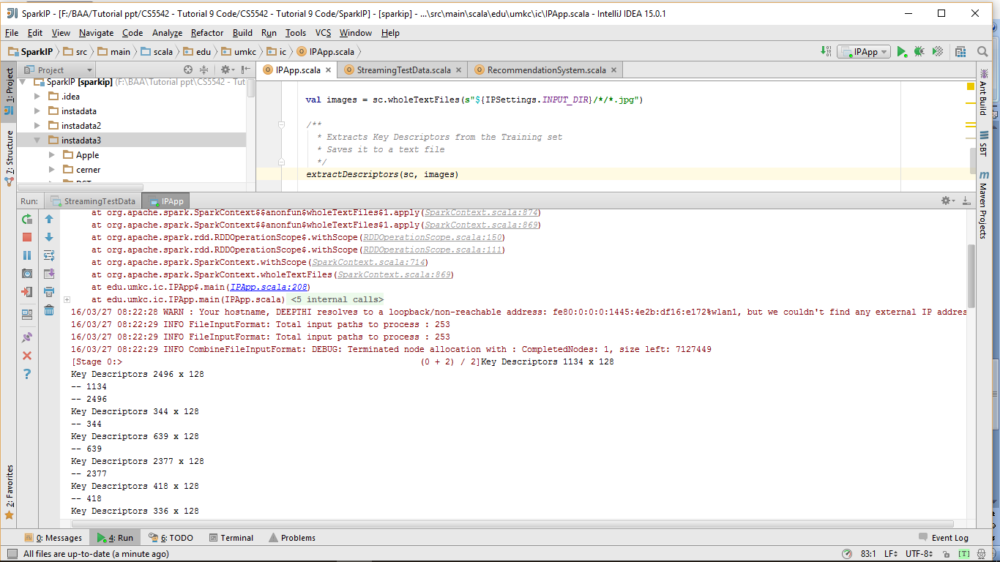 SparkIP - [F:/BAA/Tutorial ppt/CS5542 - Tutorial 9 Code/CS5542 - Tutorial 9 Code/SparkIP] - [sparkip] - ...\src\main\scala\edu\umkc\ic\IPApp.scala - IntelliJ IDEA 15.0.1
File Edit View Navigate Code Analyze Refactor Build Run Tools VCS Window Help
SparkIP src main scala edu umkc ic IPApp.scala IPApp
Project IPApp.scala StreamingTestData.scala RecommendationSystem.scala
1: Project
7: Structure
2: Favorites
SparkIP [sparkip] (F:\BAA\Tutorial ppt\CS5542 - Tut
.idea
instadata
instadata2
instadata3
Apple
cerner
val images = sc.wholeTextFiles(s"${IPSettings.INPUT_DIR}/*/*.jpg")
/**
* Extracts Key Descriptors from the Training set
* Saves it to a text file
*/
extractDescriptors(sc, images)
Ant Build
SBT
Maven Projects
Run: StreamingTestData IPApp
at org.apache.spark.SparkContext$$anonfun$wholeTextFiles$1.apply(SparkContext.scala:874)
at org.apache.spark.SparkContext$$anonfun$wholeTextFiles$1.apply(SparkContext.scala:869)
at org.apache.spark.rdd.RDDOperationScope$.withScope(RDDOperationScope.scala:150)
at org.apache.spark.rdd.RDDOperationScope$.withScope(RDDOperationScope.scala:111)
at org.apache.spark.SparkContext.withScope(SparkContext.scala:714)
at org.apache.spark.SparkContext.wholeTextFiles(SparkContext.scala:869)
at edu.umkc.ic.IPApp$.main(IPApp.scala:208)
at edu.umkc.ic.IPApp.main(IPApp.scala) <5 internal calls>
16/03/27 08:22:28 WARN : Your hostname, DEEPTHI resolves to a loopback/non-reachable address: fe80:0:0:0:1445:4e2b:df16:e172%wlan1, but we couldn't find any external IP addres
16/03/27 08:22:29 INFO FileInputFormat: Total input paths to process : 253
16/03/27 08:22:29 INFO FileInputFormat: Total input paths to process : 253
16/03/27 08:22:29 INFO CombineFileInputFormat: DEBUG: Terminated node allocation with : CompletedNodes: 1, size left: 7127449
[Stage 0:> (0 + 2) / 2]Key Descriptors 1134 x 128
Key Descriptors 2496 x 128
-- 1134
-- 2496
Key Descriptors 344 x 128
-- 344
Key Descriptors 639 x 128
-- 639
Key Descriptors 2377 x 128
-- 2377
Key Descriptors 418 x 128
-- 418
Key Descriptors 336 x 128
0: Messages 4: Run 6: TODO Terminal Problems Event Log
All files are up-to-date (a minute ago) 83:1 LF UTF-8 [T]